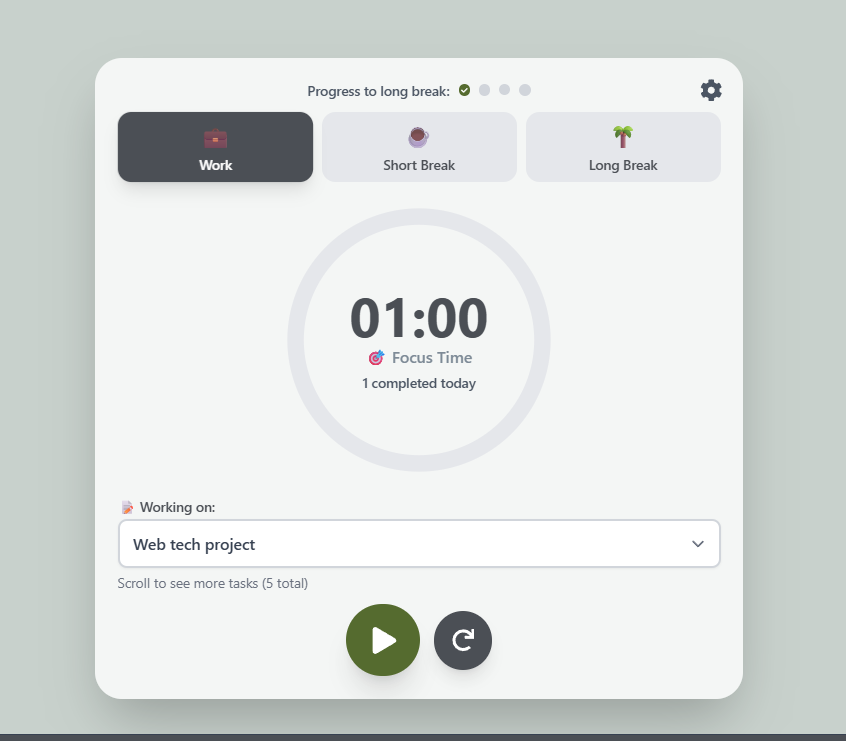 Progress to long break:
Work
Short Break
Long Break
01:00
Focus Time
1 completed today
Working on:
Web tech project
Scroll to see more tasks (5 total)